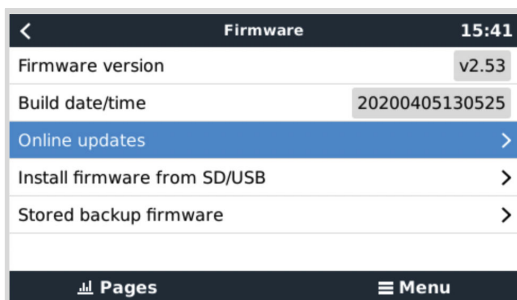 Firmware 15:41
Firmware version v2.53
Build date/time 20200405130525
Online updates
Install firmware from SD/USB
Stored backup firmware
Pages Menu